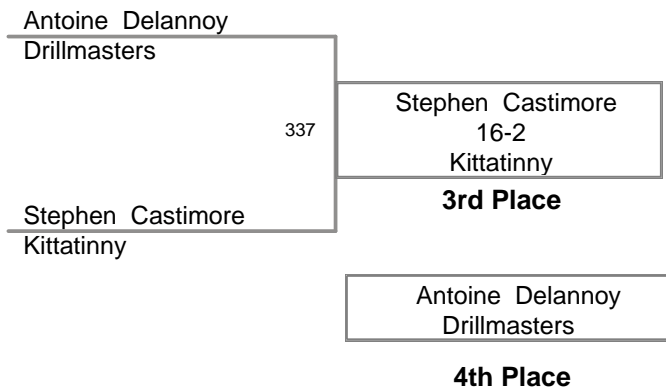 Antoine Delannoy
Drillmasters
337
Stephen Castimore
16-2
Kittatinny
3rd Place
Stephen Castimore
Kittatinny
Antoine Delannoy
Drillmasters
4th Place